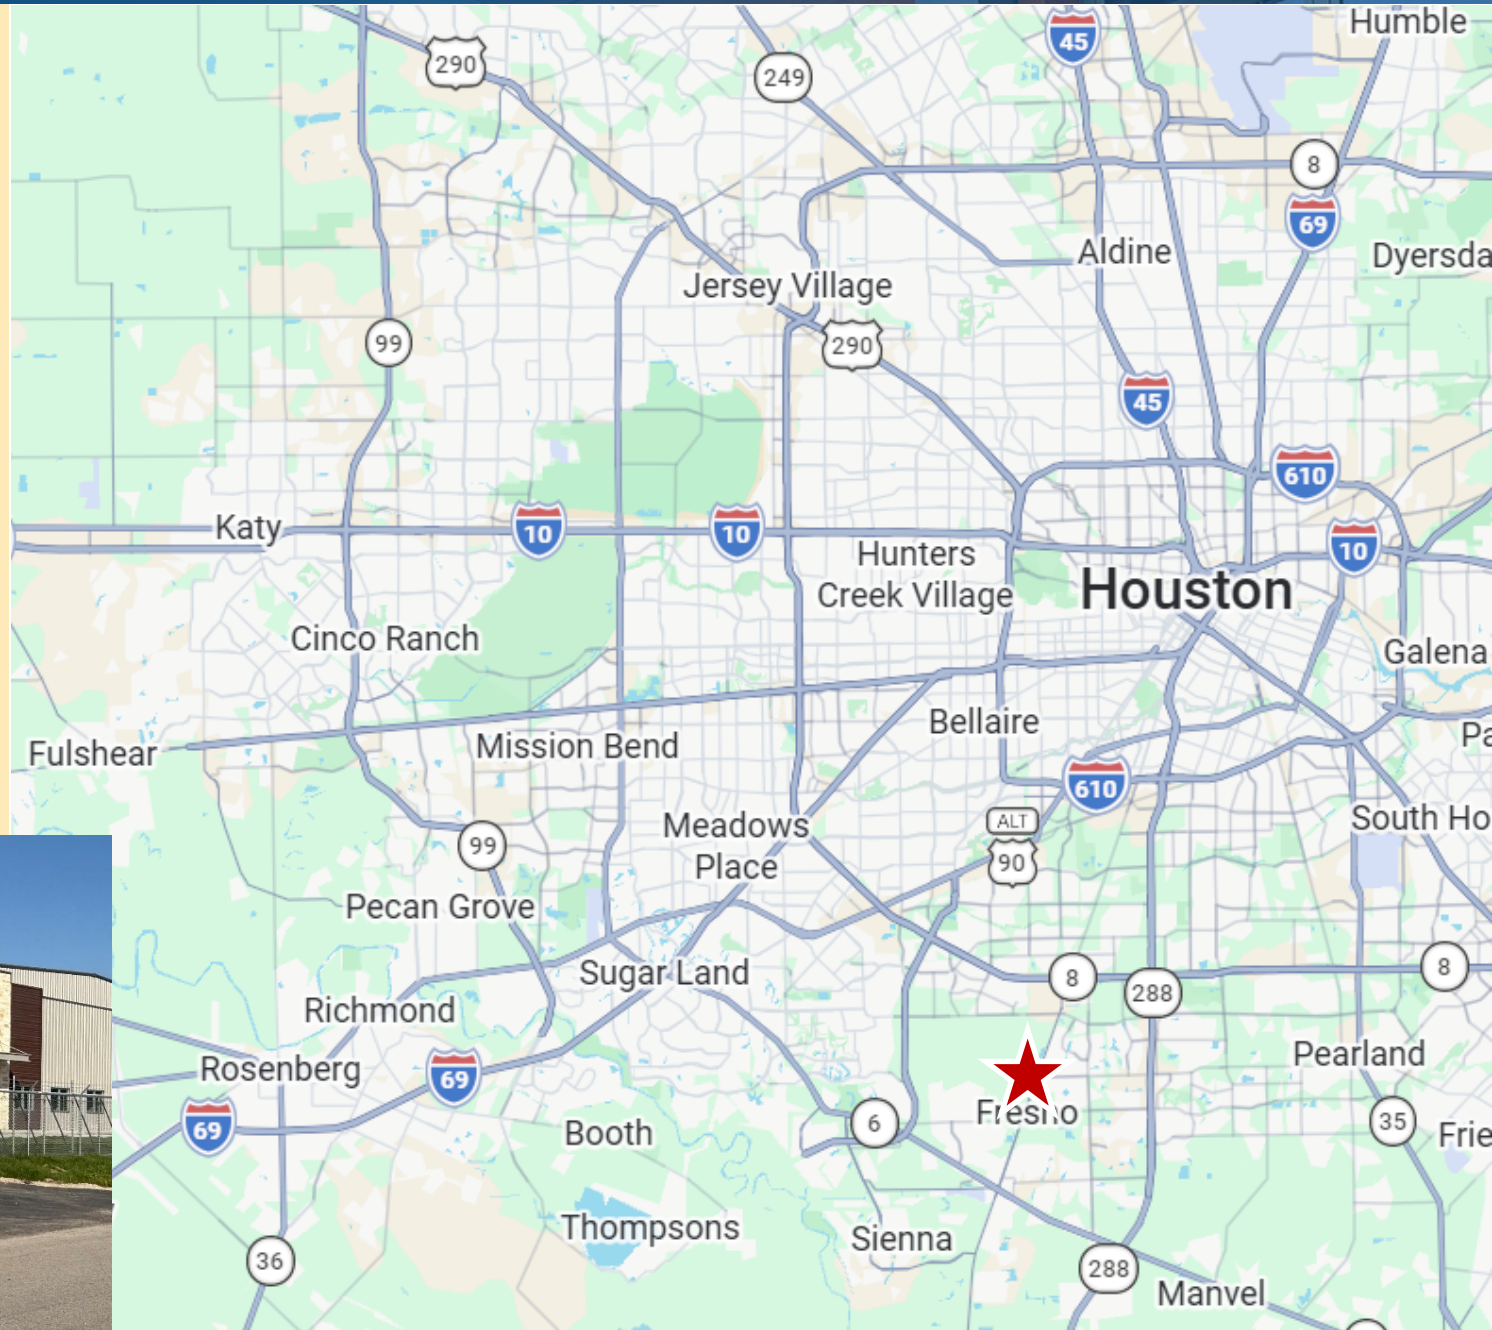 Humble
45
290
249
8
69
Aldine
Dyersda
Jersey Village
290
99
45
610
Katy
10
10
10
Hunters
Creek Village
Houston
Cinco Ranch
Galena
Bellaire
Fulshear
Mission Bend
Pa
610
ALT
90
South Ho
Meadows
Place
99
Pecan Grove
Sugar Land
8
288
8
Richmond
Rosenberg
69
Pearland
Fresno
69
6
35
Booth
Frie
Thompsons
Sienna
36
288
Manvel